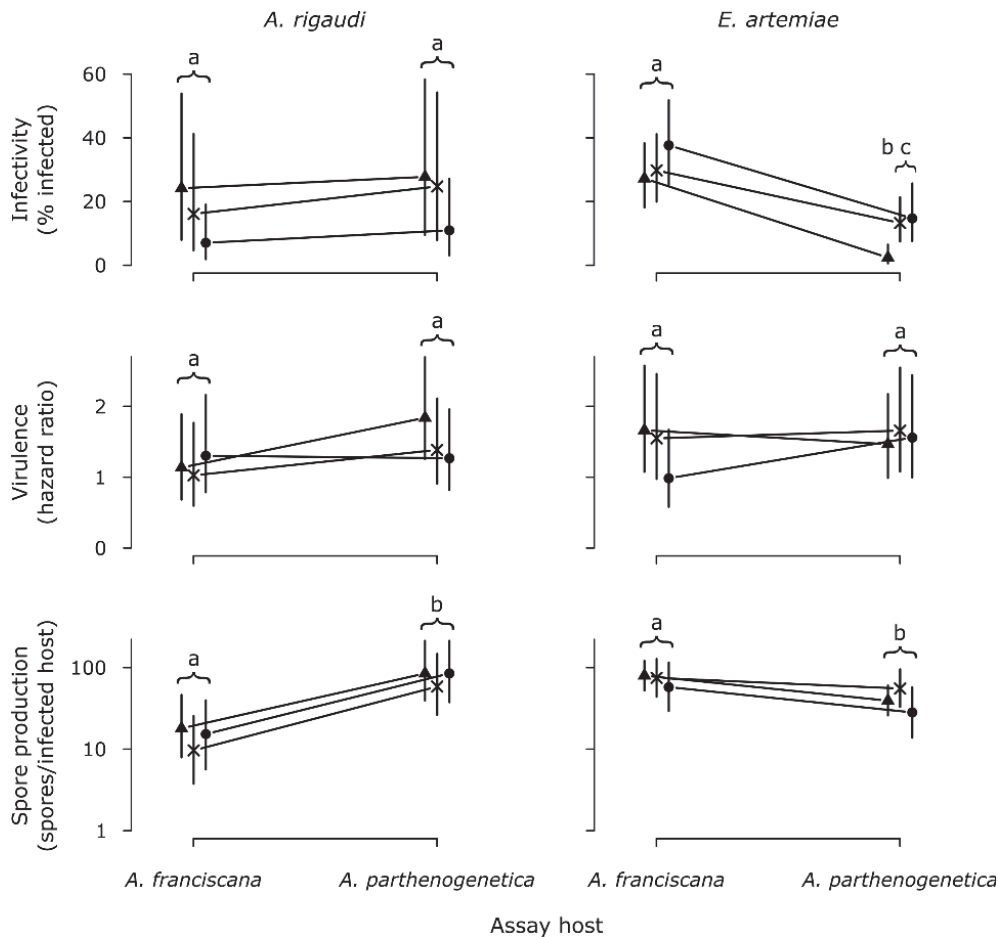 A. rigaudi
E. artemiae
Infectivity
(% infected)
60
40
20
0
a
a
a
b c
Virulence
(hazard ratio)
2
1
0
a
a
a
a
Spore production
(spores/infected host)
100
10
1
a
b
a
b
A. franciscana
A. parthenogenetica
A. franciscana
A. parthenogenetica
Assay host